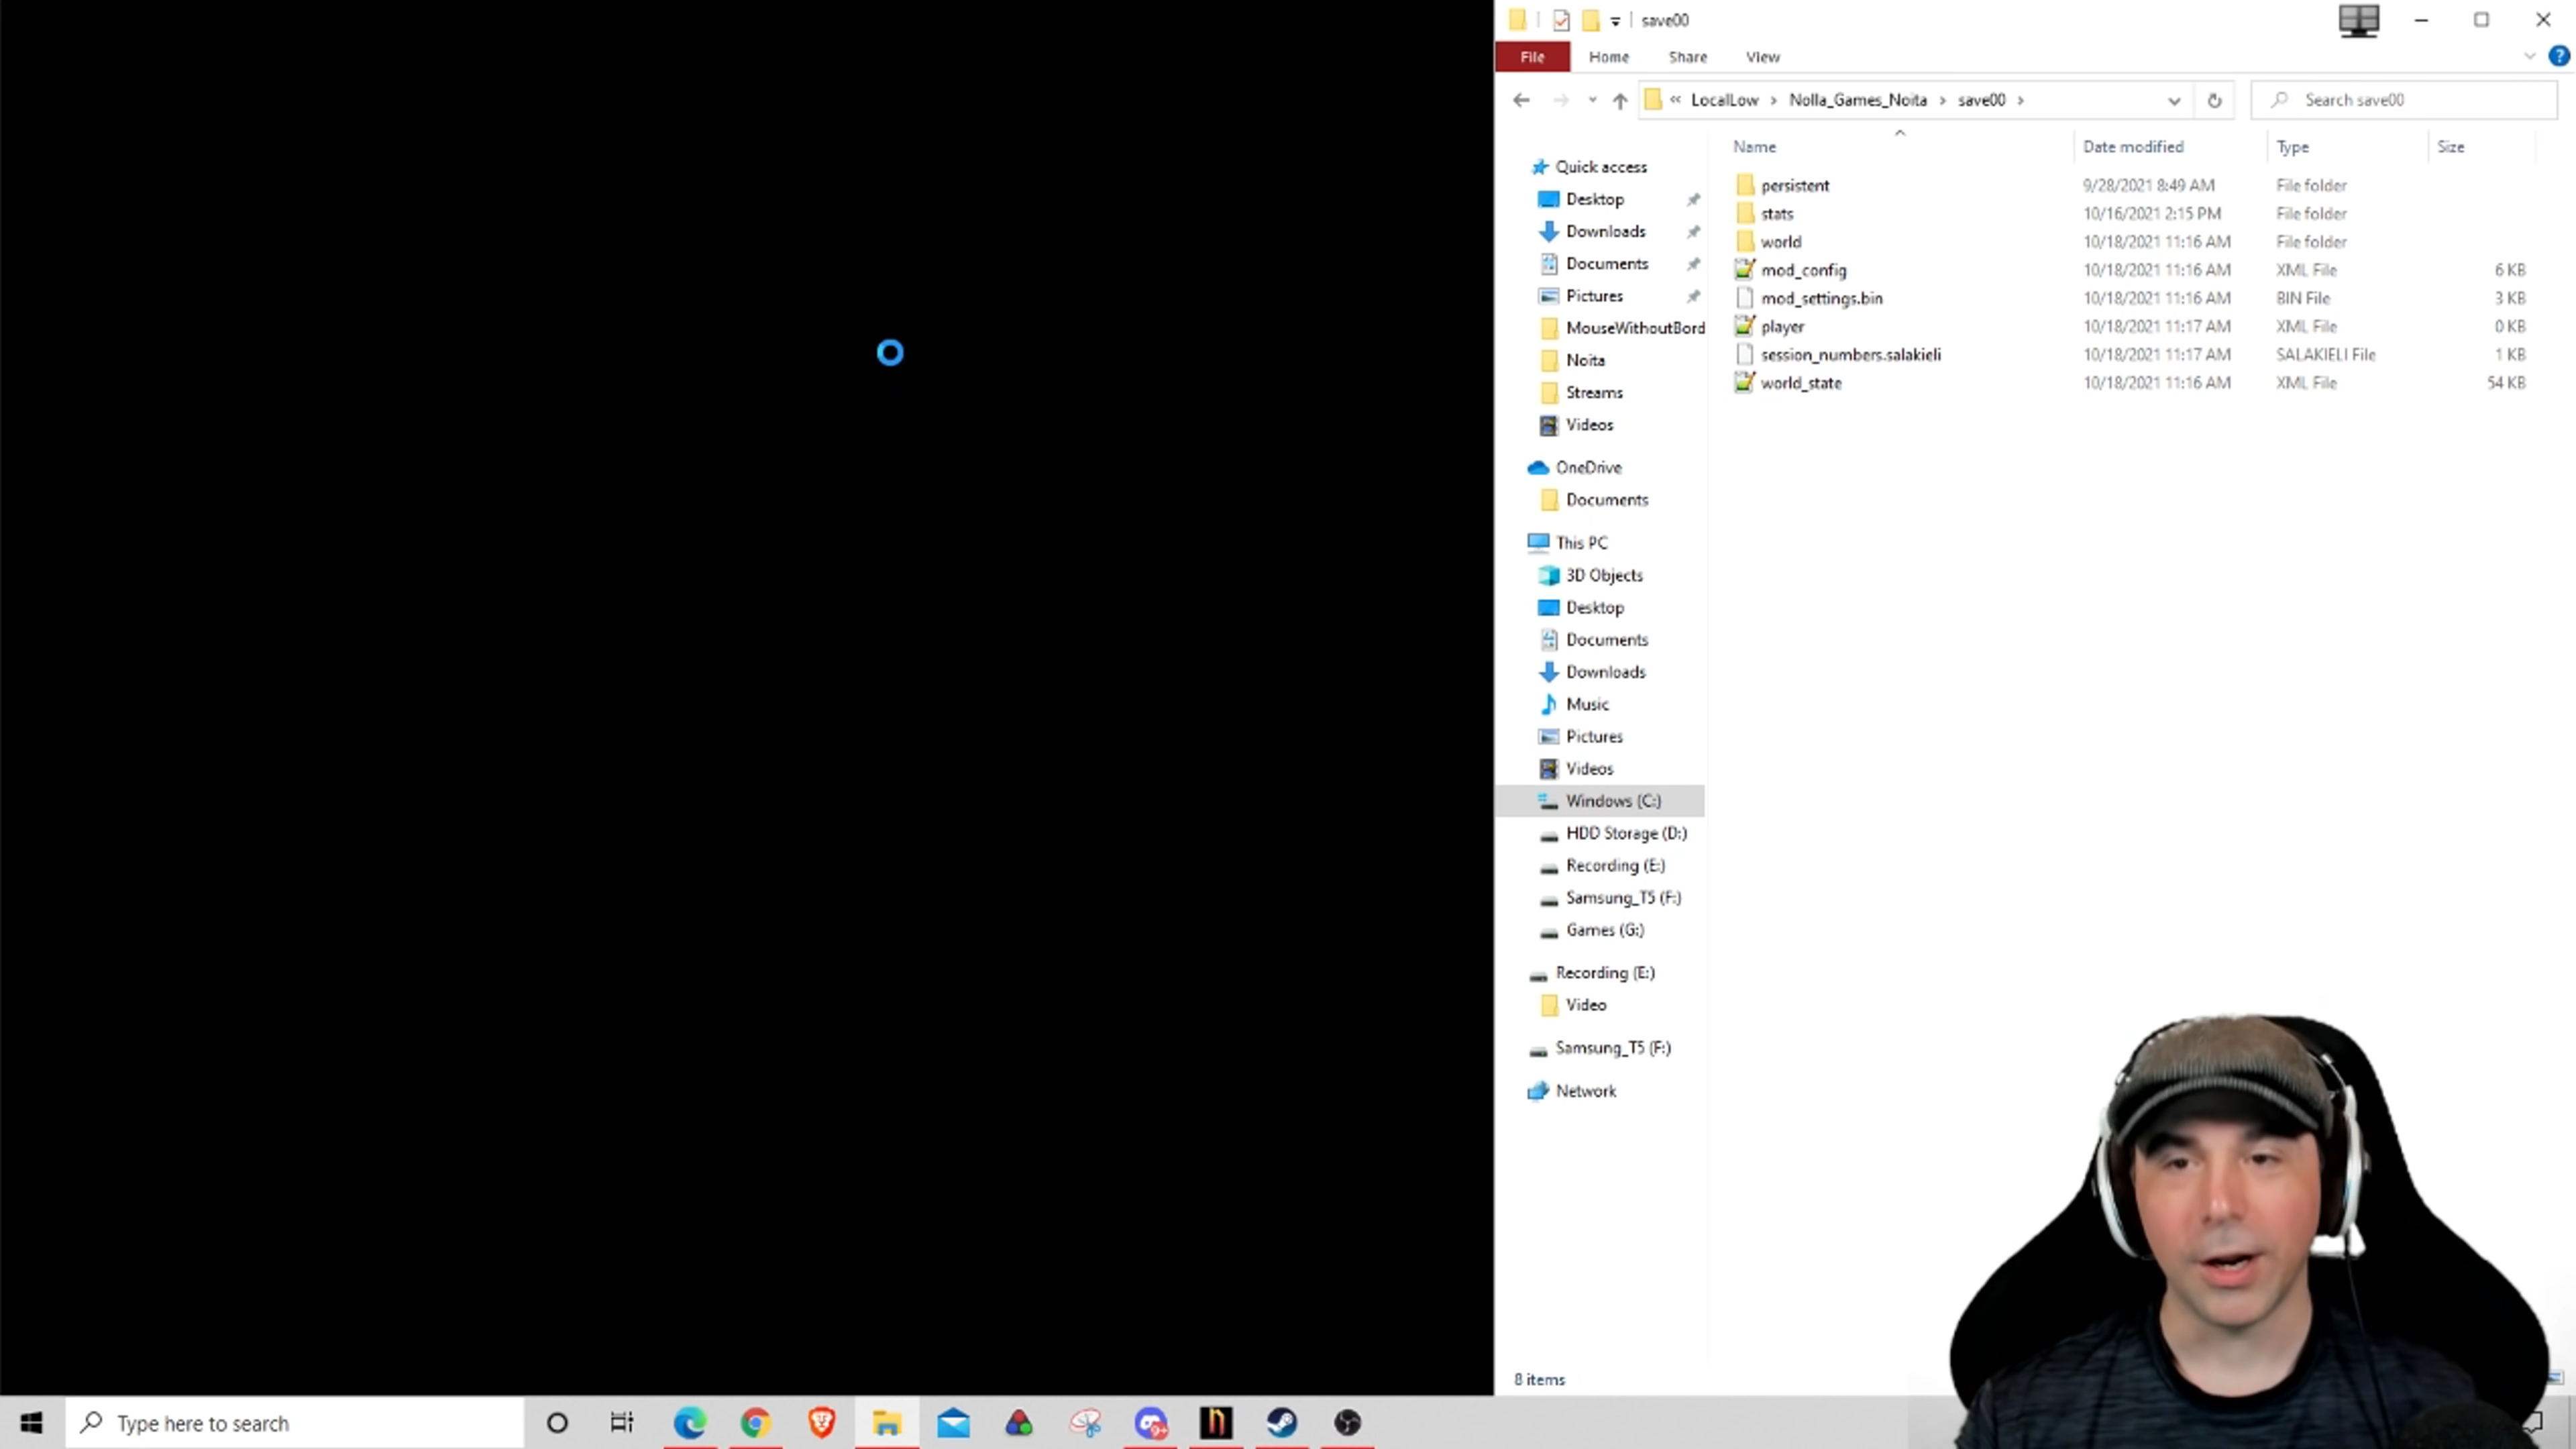 save00
File Home Share View
« LocalLow > Nolla_Games_Noita > save00 > Search save00
Name Date modified Type Size
Quick access
Desktop
Downloads
Documents
Pictures
MouseWithoutBord
Noita
Streams
Videos
OneDrive
Documents
This PC
3D Objects
Desktop
Documents
Downloads
Music
Pictures
Videos
Windows (C:)
HDD Storage (D:)
Recording (E:)
Samsung_T5 (F:)
Games (G:)
Recording (E:)
Video
Samsung_T5 (F:)
Network
persistent 9/28/2021 8:49 AM File folder
stats 10/16/2021 2:15 PM File folder
world 10/18/2021 11:16 AM File folder
mod_config 10/18/2021 11:16 AM XML File 6 KB
mod_settings.bin 10/18/2021 11:16 AM BIN File 3 KB
player 10/18/2021 11:17 AM XML File 0 KB
session_numbers.salakieli 10/18/2021 11:17 AM SALAKIELI File 1 KB
world_state 10/18/2021 11:16 AM XML File 54 KB
8 items
Type here to search
9+